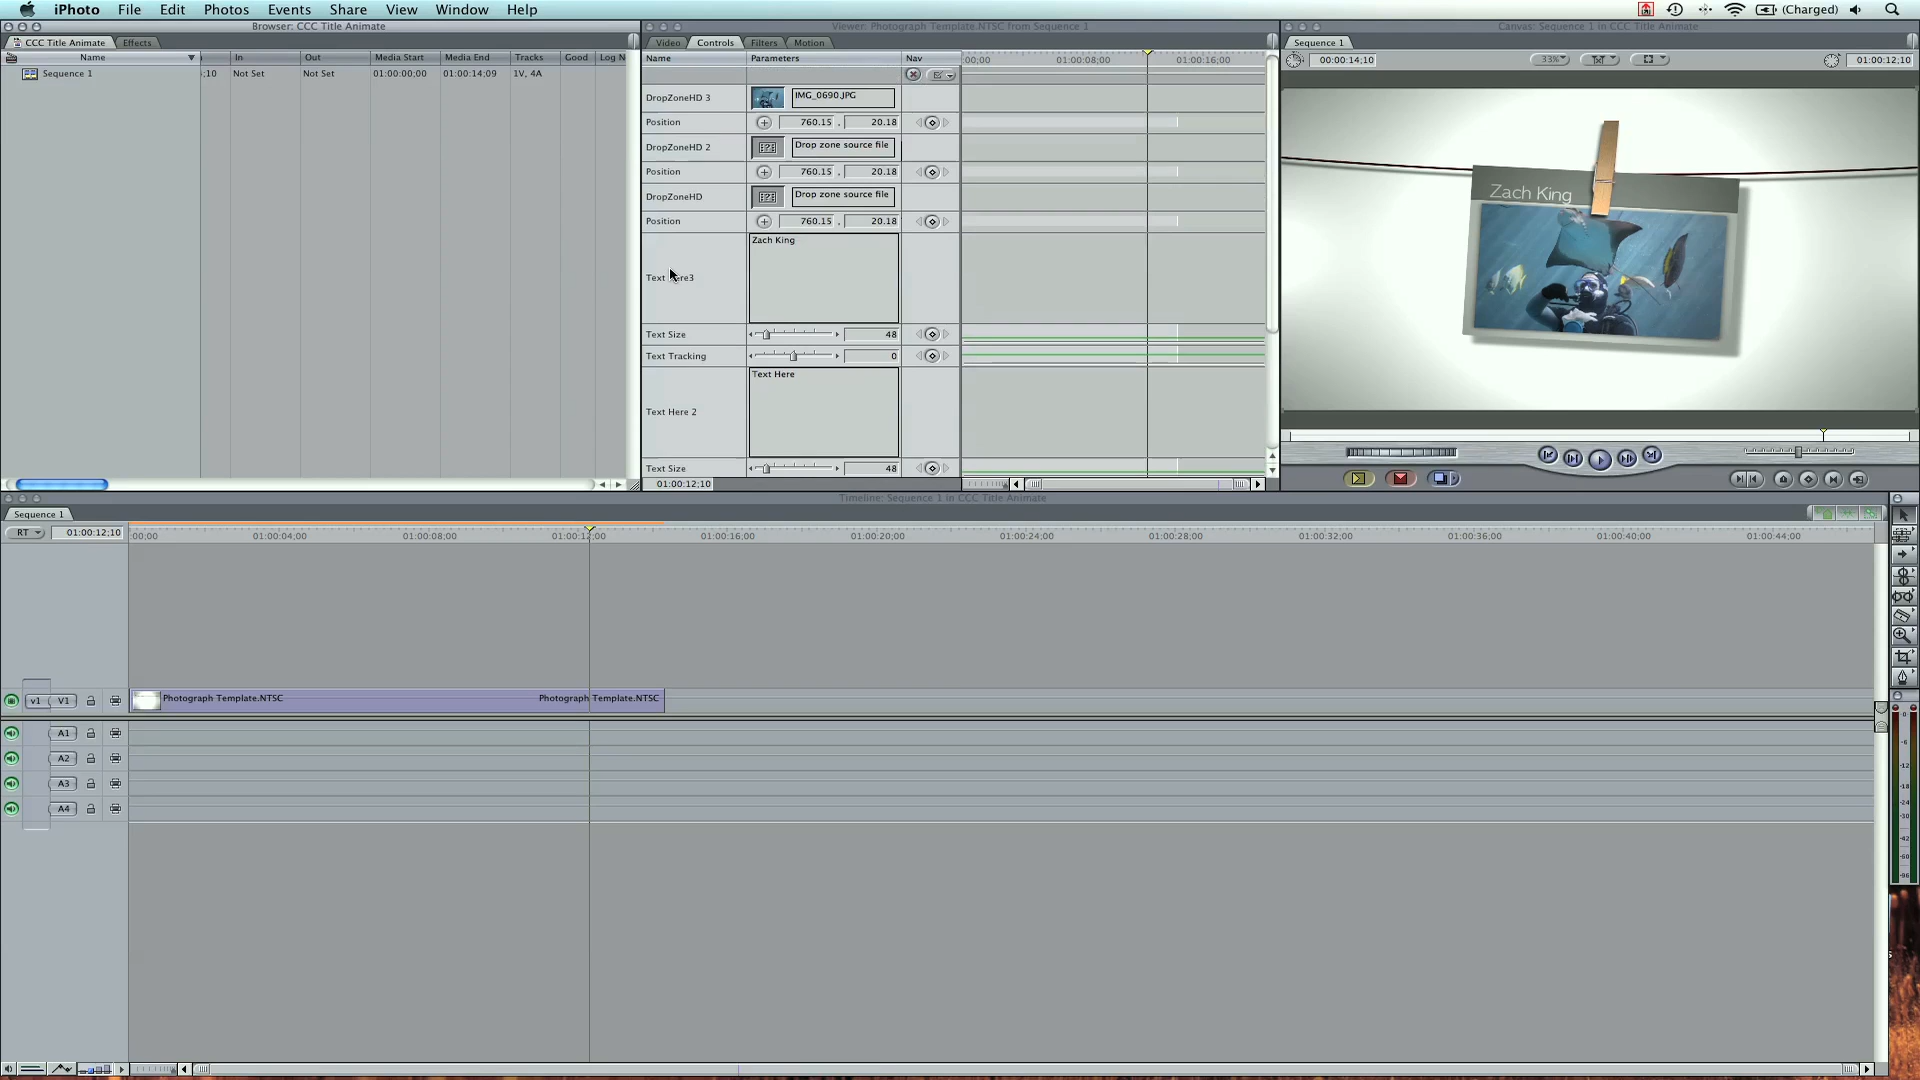 iPhoto File Edit Photos Events Share View Window Help (Charged)
Browser: CCC Title Animate
CCC Title Animate Effects
Name In Out Media Start Media End Tracks Good Log N
Sequence 1 ;10 Not Set Not Set 01:00:00;00 01:00:14;09 1V, 4A
Viewer: Photograph Template.NTSC from Sequence 1
Video Controls Filters Motion
Name Parameters Nav :00;00 01:00:08;00 01:00:16;00
DropZoneHD 3 IMG_0690.JPG
Position 760.15 , 20.18
DropZoneHD 2 Drop zone source file
Position 760.15 , 20.18
DropZoneHD Drop zone source file
Position 760.15 , 20.18
Zach King
Text Here3
Text Size 48
Text Tracking 0
Text Here
Text Here 2
Text Size 48
01:00:12;10
Canvas: Sequence 1 in CCC Title Animate
Sequence 1
00:00:14;10 33% 01:00:12;10
Zach King
Timeline: Sequence 1 in CCC Title Animate
Sequence 1
RT 01:00:12;10 :00;00 01:00:04;00 01:00:08;00 01:00:12;00 01:00:16;00 01:00:20;00 01:00:24;00 01:00:28;00 01:00:32;00 01:00:36;00 01:00:40;00 01:00:44;00
v1 V1 Photograph Template.NTSC Photograph Template.NTSC
A1
A2
A3
A4
0
-6
-12
-18
-24
-30
-42
-60
-96